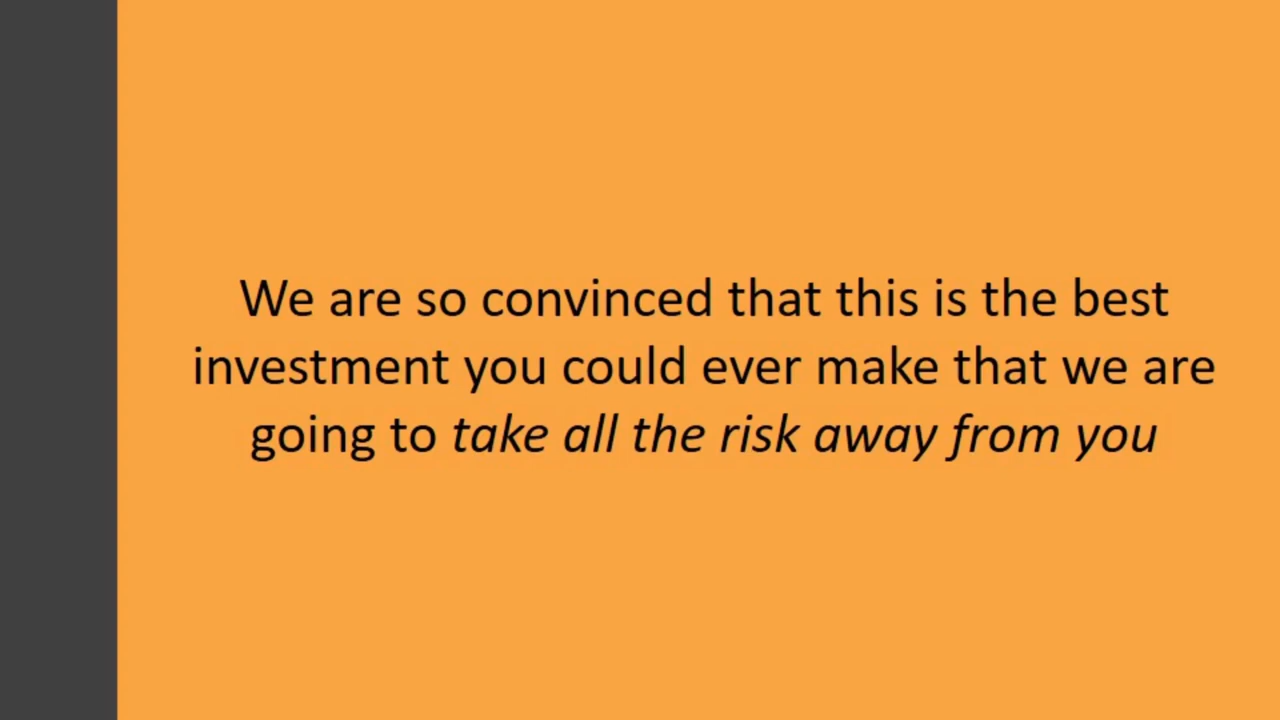 We are so convinced that this is the best
investment you could ever make that we are
going to take all the risk away from you